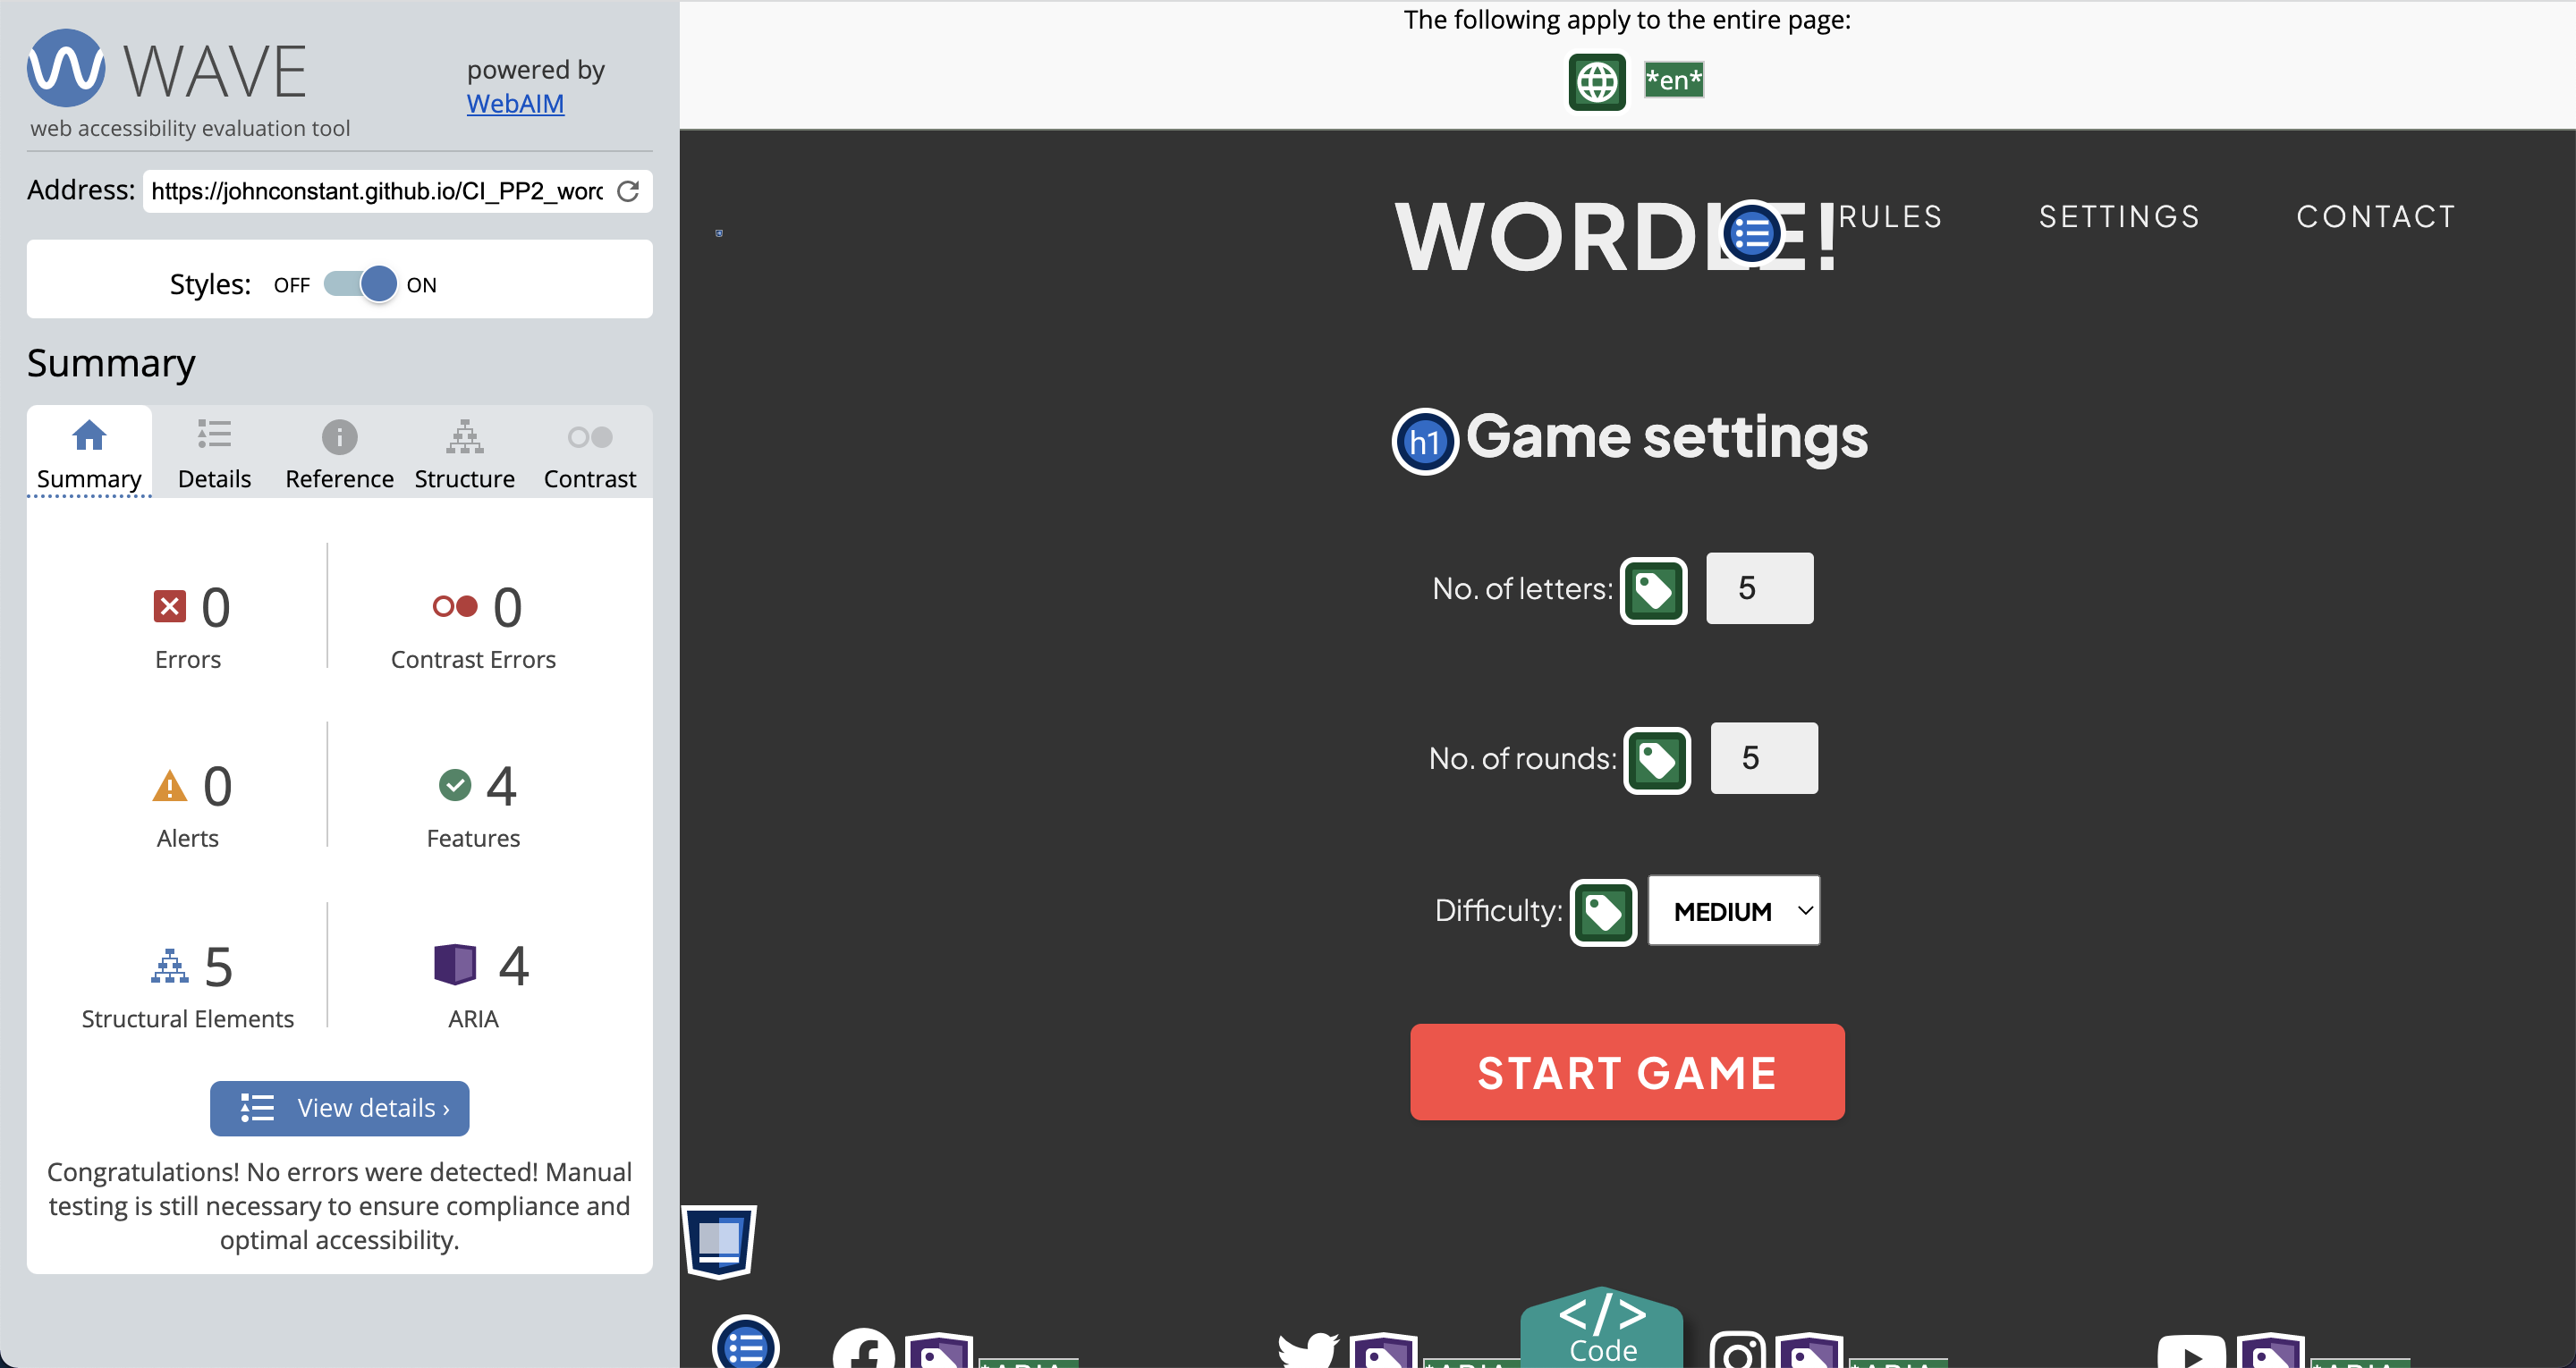 WAVE
powered by
WebAIM
web accessibility evaluation tool
Address: https://johnconstant.github.io/CI_PP2_word
Styles: OFF ON
Summary
Summary Details Reference Structure Contrast
0 0
Errors Contrast Errors
0 4
Alerts Features
5 4
Structural Elements ARIA
View details ›
Congratulations! No errors were detected! Manual
testing is still necessary to ensure compliance and
optimal accessibility.
The following apply to the entire page:
*en*
WORDLE! RULES SETTINGS CONTACT
h1 Game settings
No. of letters: 5
No. of rounds: 5
Difficulty: MEDIUM
START GAME
</> Code